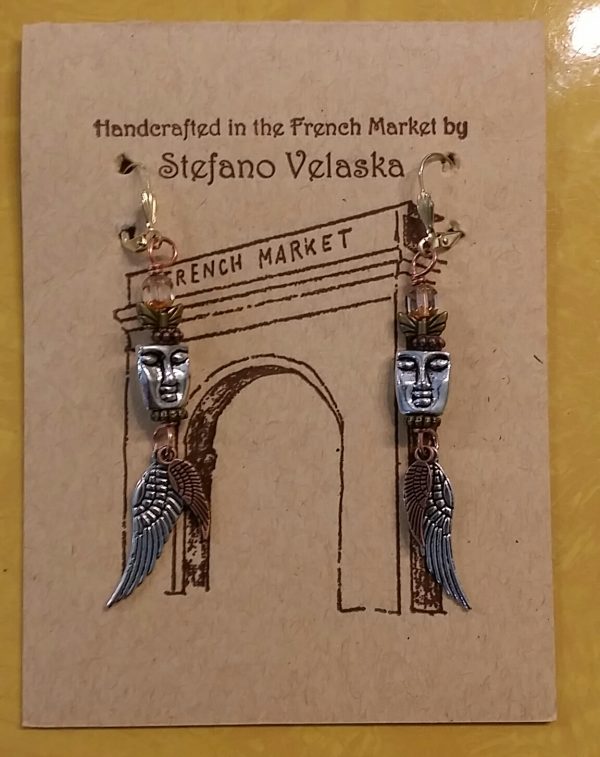 Handcrafted in the French Market by
Stefano Velaska
FRENCH MARKET